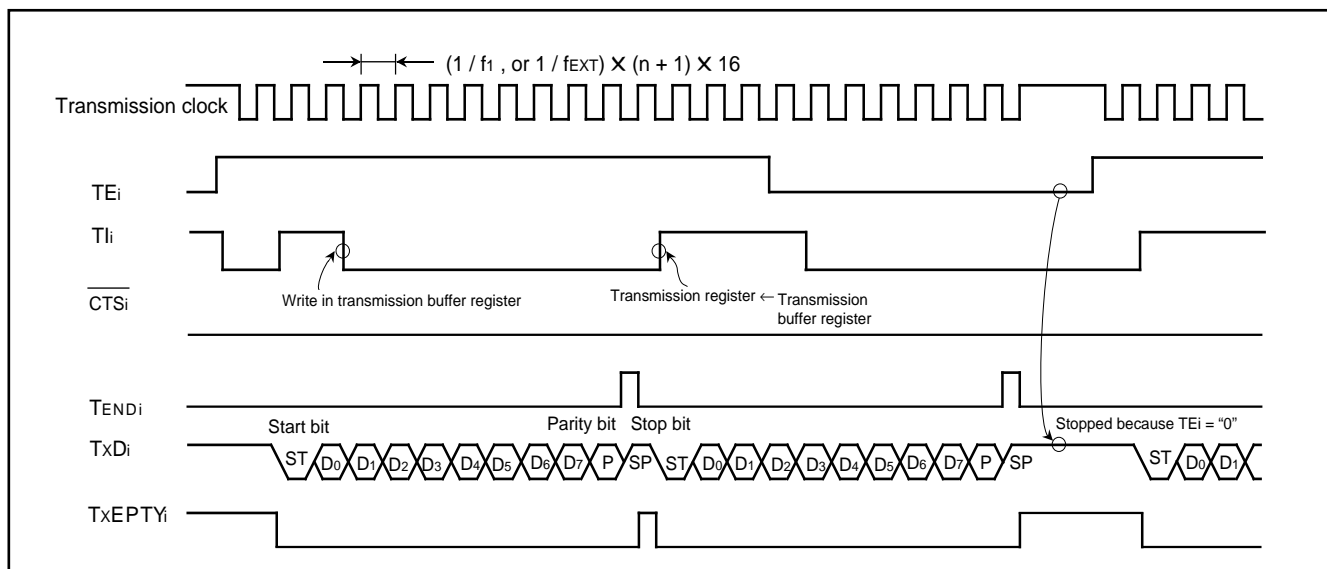 (1 / f1 , or 1 / fEXT) X (n + 1) X 16
Transmission clock
TEi
TIi
Write in transmission buffer register
Transmission register ← Transmission
buffer register
CTSi
TENDi
Start bit
Parity bit
Stop bit
Stopped because TEi = “0”
TXDi
ST D0 D1 D2 D3 D4 D5 D6 D7 P SP ST D0 D1 D2 D3 D4 D5 D6 D7 P SP ST D0 D1
TXEPTYi